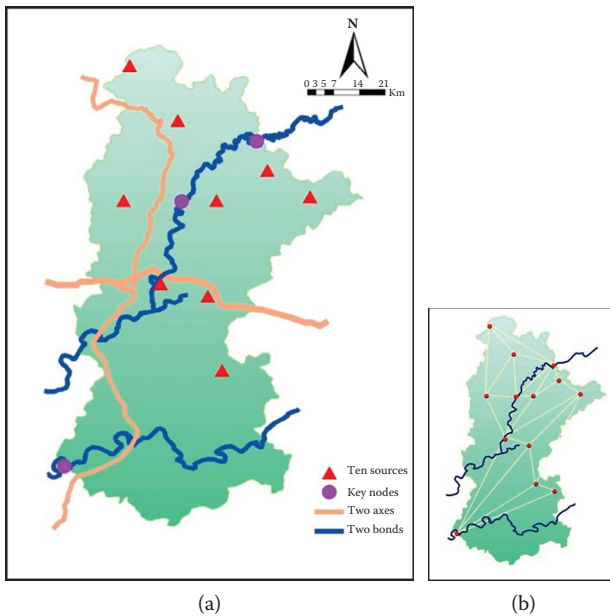 N
0 3 5 7 14 21
Km
Ten sources
Key nodes
Two axes
Two bonds
(a)
(b)